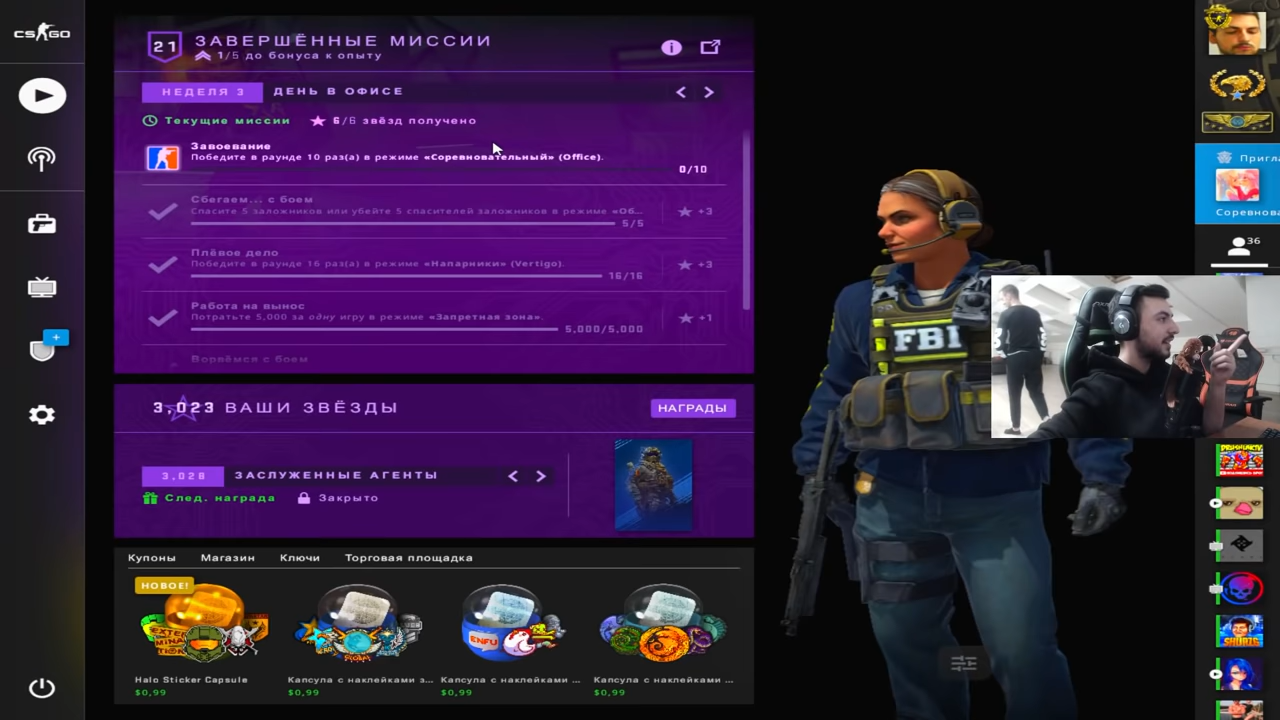 CS GO
21 ЗАВЕРШЁННЫЕ МИССИИ
1/5 до бонуса к опыту
НЕДЕЛЯ 3 ДЕНЬ В ОФИСЕ
Текущие миссии 6/6 звёзд получено
Завоевание
Победите в раунде 10 раз(а) в режиме «Соревновательный» (Office).
0/10
Сбегаем... с боем
Спасите 5 заложников или убейте 5 спасителей заложников в режиме «Об... +3
5/5
Плёвое дело
Победите в раунде 16 раз(а) в режиме «Напарники» (Vertigo). +3
16/16
Работа на вынос
Потратьте 5,000 за одну игру в режиме «Запретная зона». +1
5,000/5,000
Ворвёмся с боем
3,023 ВАШИ ЗВЁЗДЫ НАГРАДЫ
3,028 ЗАСЛУЖЕННЫЕ АГЕНТЫ
След. награда Закрыто
Купоны Магазин Ключи Торговая площадка
НОВОЕ!
Halo Sticker Capsule Капсула с наклейками з... Капсула с наклейками ... Капсула с наклейками ...
$0,99 $0,99 $0,99 $0,99
FBI
ENFU
Пригла
Соревнова
36